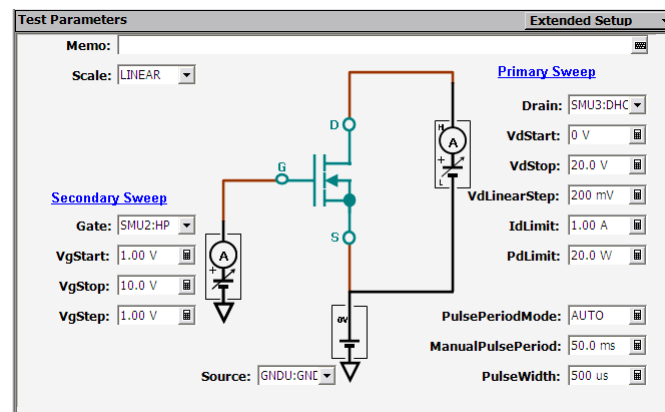 Test Parameters
Extended Setup
Memo:
Scale: LINEAR
Primary Sweep
Drain: SMU3:DHC
VdStart: 0 V
VdStop: 20.0 V
VdLinearStep: 200 mV
IdLimit: 1.00 A
PdLimit: 20.0 W
D
G
S
H
A
+
L
Secondary Sweep
Gate: SMU2:HP
VgStart: 1.00 V
VgStop: 10.0 V
VgStep: 1.00 V
A
+
0V
Source: GNDU:GND
PulsePeriodMode: AUTO
ManualPulsePeriod: 50.0 ms
PulseWidth: 500 us